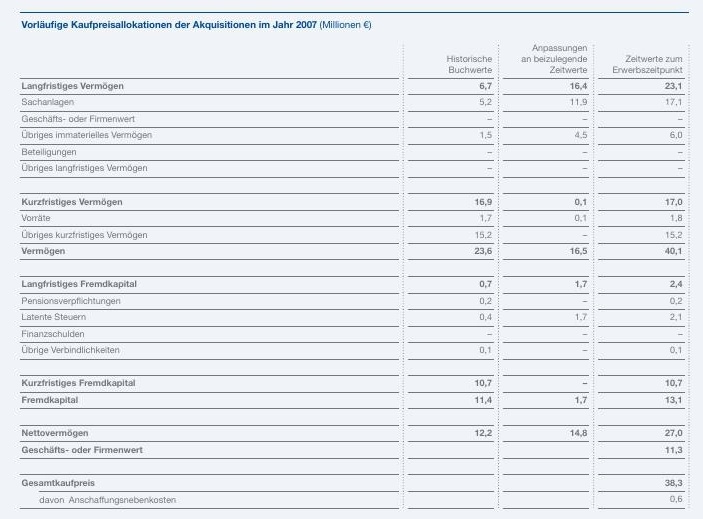 Vorläufige Kaufpreisallokationen der Akquisitionen im Jahr 2007 (Millionen €)
Historische Buchwerte Anpassungen an beizulegende Zeitwerte Zeitwerte zum Erwerbszeitpunkt
Langfristiges Vermögen 6,7 16,4 23,1
Sachanlagen 5,2 11,9 17,1
Geschäfts- oder Firmenwert – – –
Übriges immaterielles Vermögen 1,5 4,5 6,0
Beteiligungen – – –
Übriges langfristiges Vermögen – – –
Kurzfristiges Vermögen 16,9 0,1 17,0
Vorräte 1,7 0,1 1,8
Übriges kurzfristiges Vermögen 15,2 – 15,2
Vermögen 23,6 16,5 40,1
Langfristiges Fremdkapital 0,7 1,7 2,4
Pensionsverpflichtungen 0,2 – 0,2
Latente Steuern 0,4 1,7 2,1
Finanzschulden – – –
Übrige Verbindlichkeiten 0,1 – 0,1
Kurzfristiges Fremdkapital 10,7 – 10,7
Fremdkapital 11,4 1,7 13,1
Nettovermögen 12,2 14,8 27,0
Geschäfts- oder Firmenwert 11,3
Gesamtkaufpreis 38,3
davon Anschaffungsnebenkosten 0,6